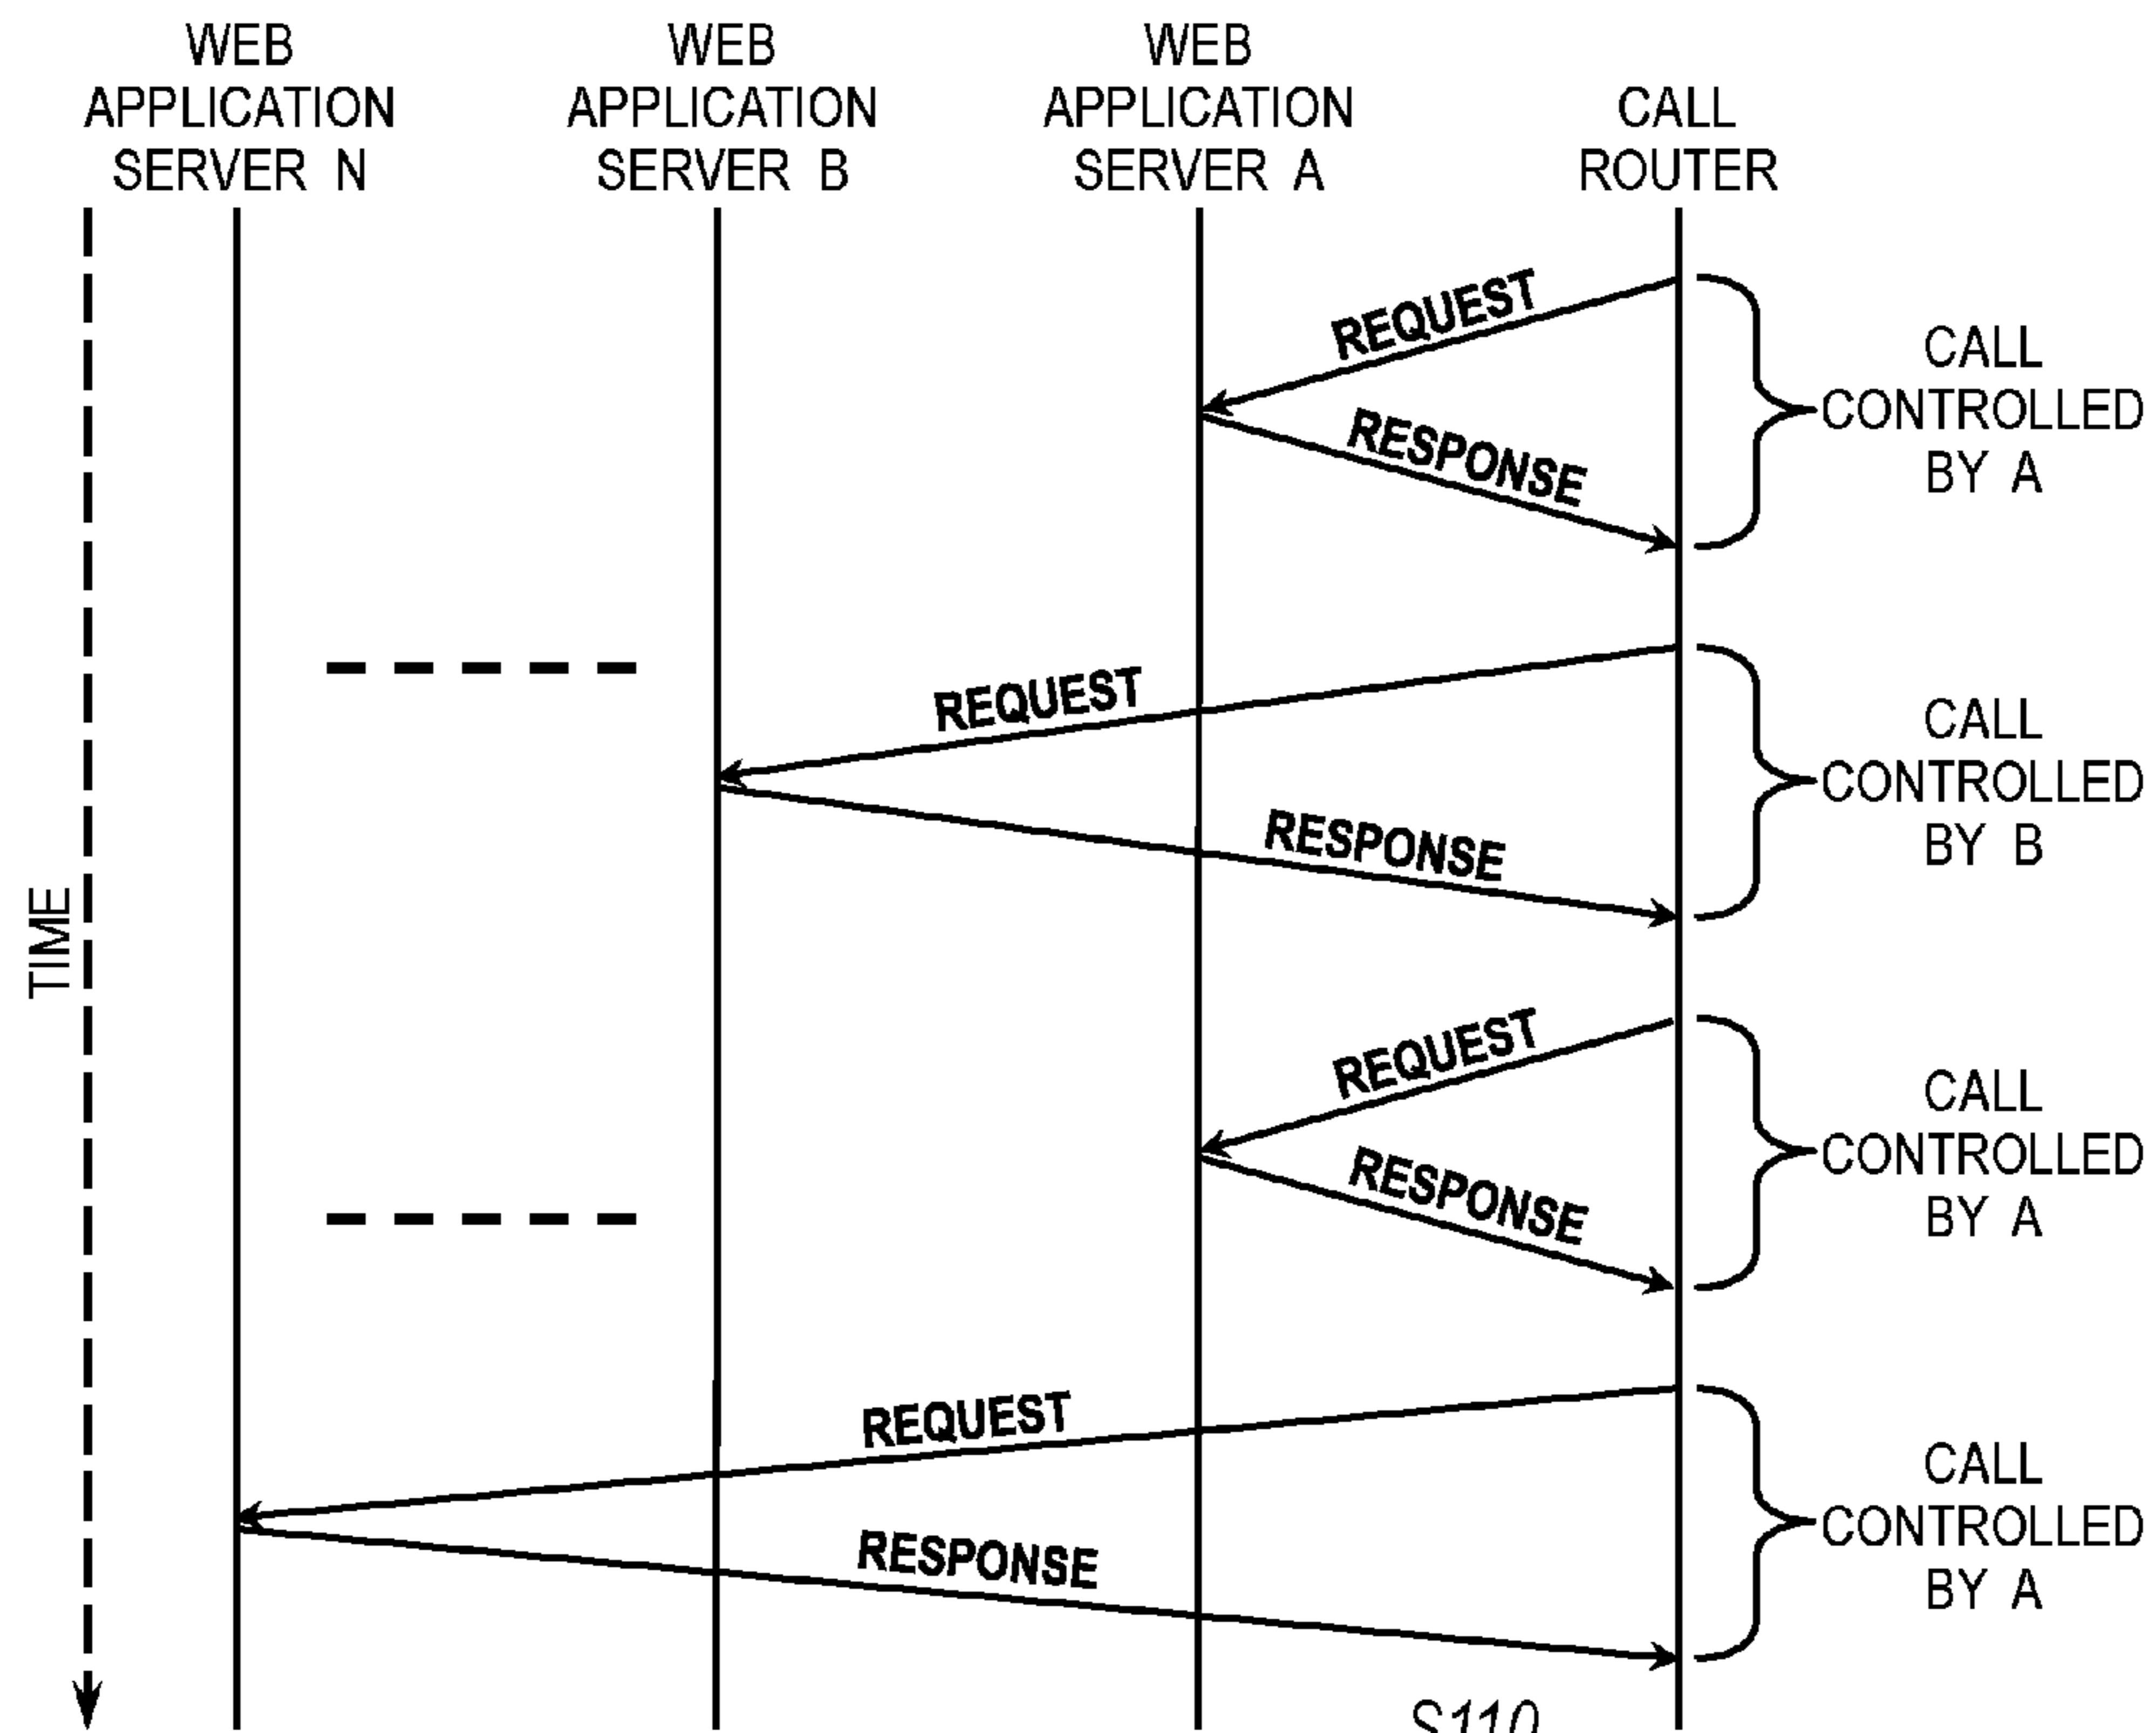 WEB
APPLICATION
SERVER N
WEB
APPLICATION
SERVER B
WEB
APPLICATION
SERVER A
CALL
ROUTER
REQUEST
RESPONSE
CALL
CONTROLLED
BY A
REQUEST
RESPONSE
CALL
CONTROLLED
BY B
TIME
REQUEST
RESPONSE
CALL
CONTROLLED
BY A
REQUEST
RESPONSE
CALL
CONTROLLED
BY A
S110